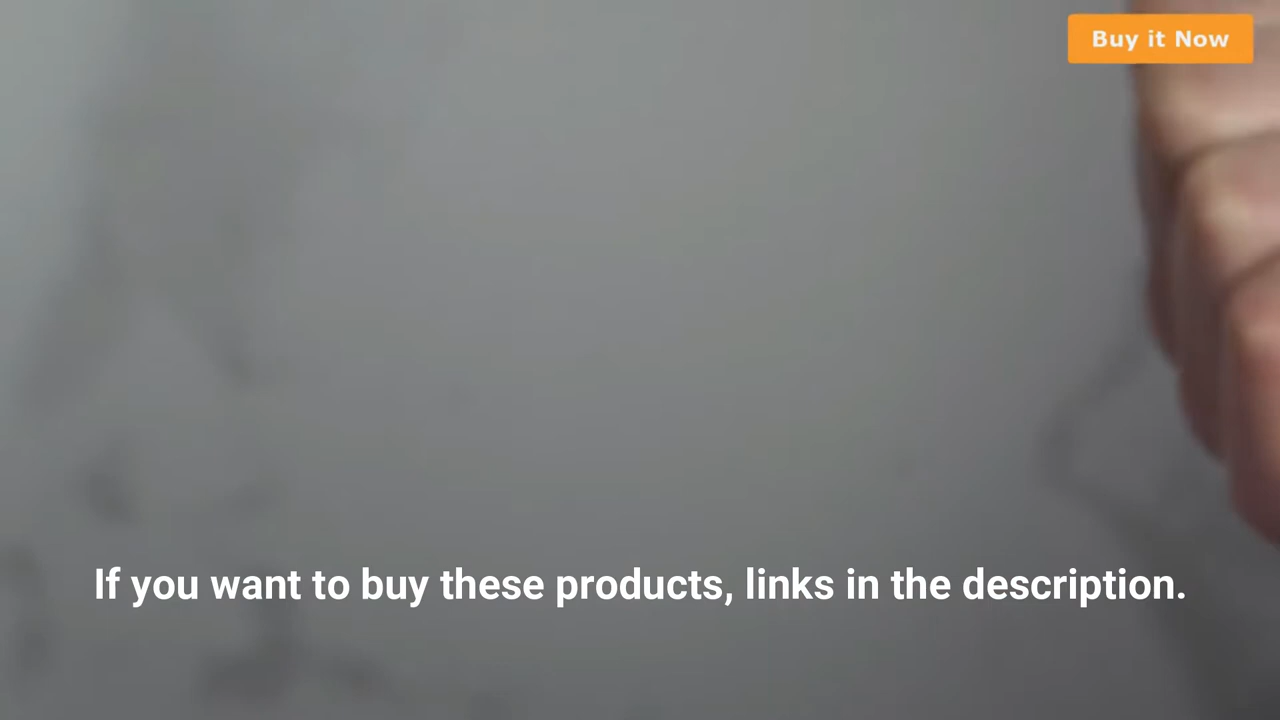 Buy it Now
If you want to buy these products, links in the description.